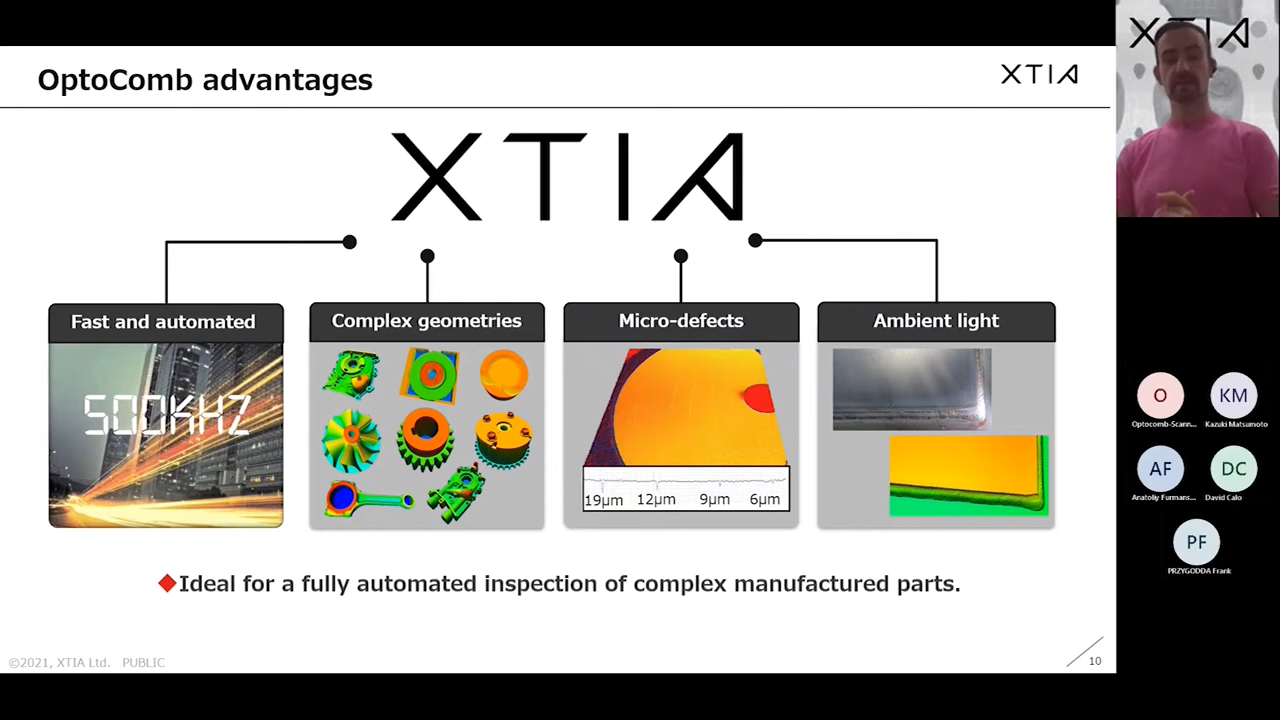 OptoComb advantages
XTIA
XTIA
XTIA
Fast and automated
500KHZ
Complex geometries
Micro-defects
19μm 12μm 9μm 6μm
Ambient light
◆Ideal for a fully automated inspection of complex manufactured parts.
©2021, XTIA Ltd. PUBLIC
10
O
Optocomb-Scann...
KM
Kazuki Matsumoto
AF
Anatoliy Furmans...
DC
David Calo
PF
PRZYGODDA Frank